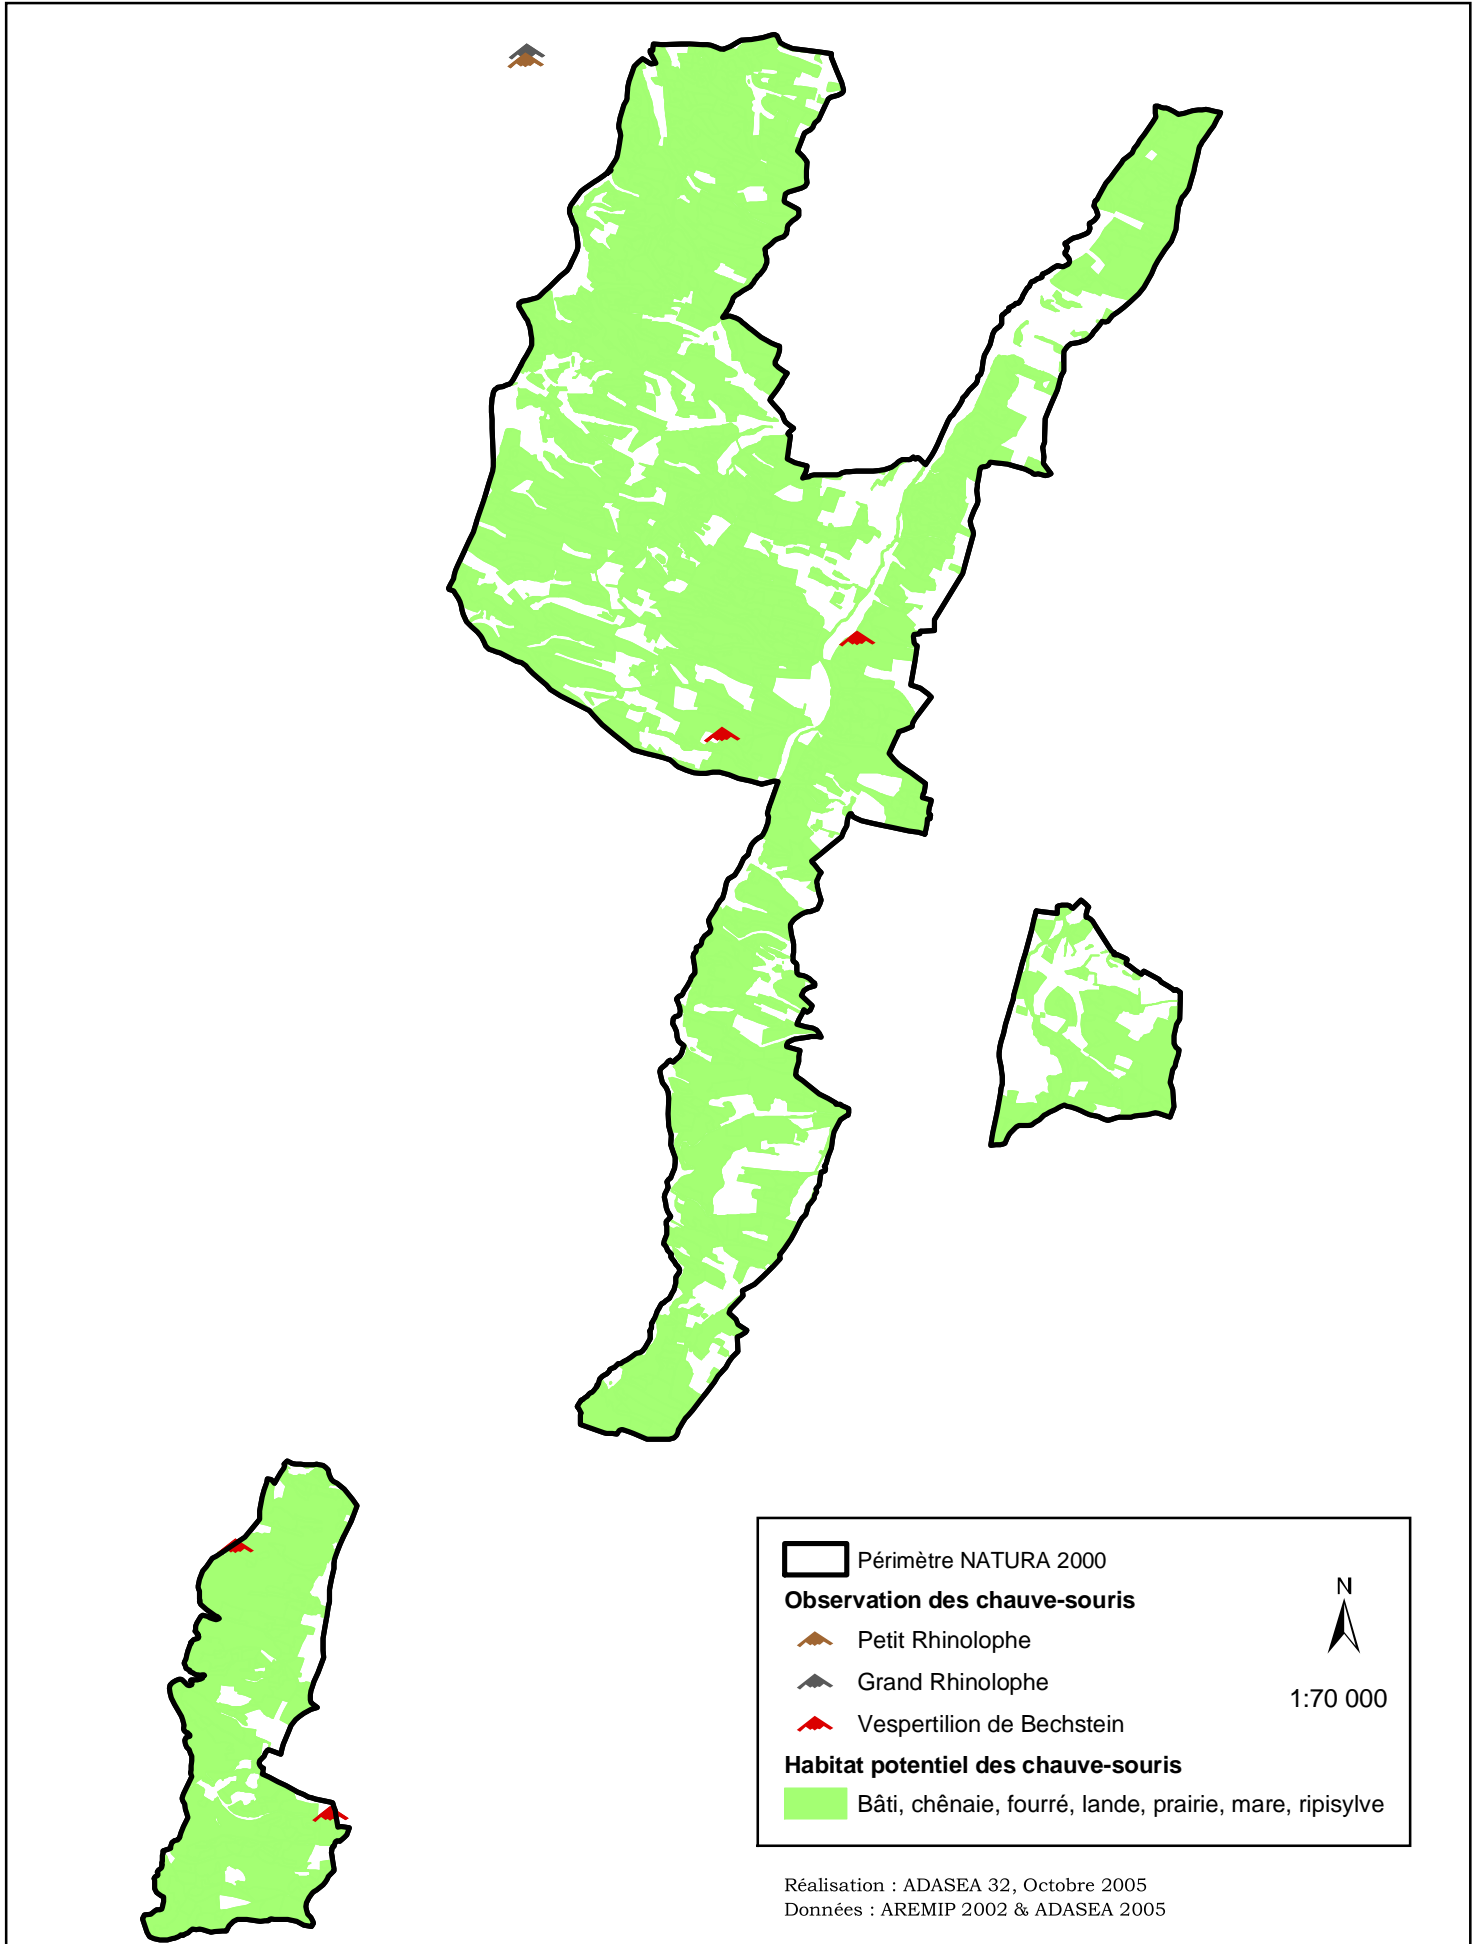 Périmètre NATURA 2000
Observation des chauve-souris
Petit Rhinolophe
Grand Rhinolophe
Vespertilion de Bechstein
Habitat potentiel des chauve-souris
Bâti, chênaie, fourré, lande, prairie, mare, ripisylve
N
1:70 000
Réalisation : ADASEA 32, Octobre 2005
Données : AREMIP 2002 & ADASEA 2005